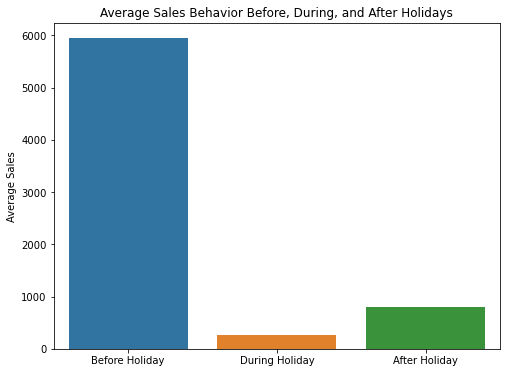 Average Sales Behavior Before, During, and After Holidays
Average Sales
6000
5000
4000
3000
2000
1000
0
Before Holiday
During Holiday
After Holiday